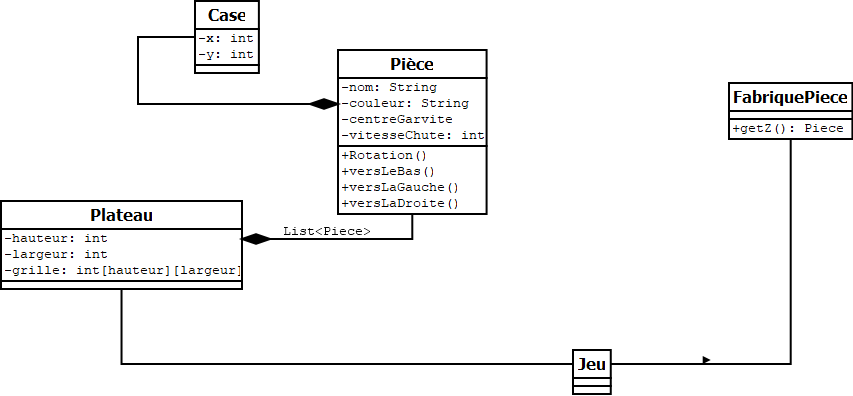 Case
-x: int
-y: int
Pièce
-nom: String
-couleur: String
-centreGarvite
-vitesseChute: int
+Rotation()
+versLeBas()
+versLaGauche()
+versLaDroite()
FabriquePiece
+getZ(): Piece
Plateau
-hauteur: int
-largeur: int
-grille: int[hauteur][largeur]
List<Piece>
Jeu